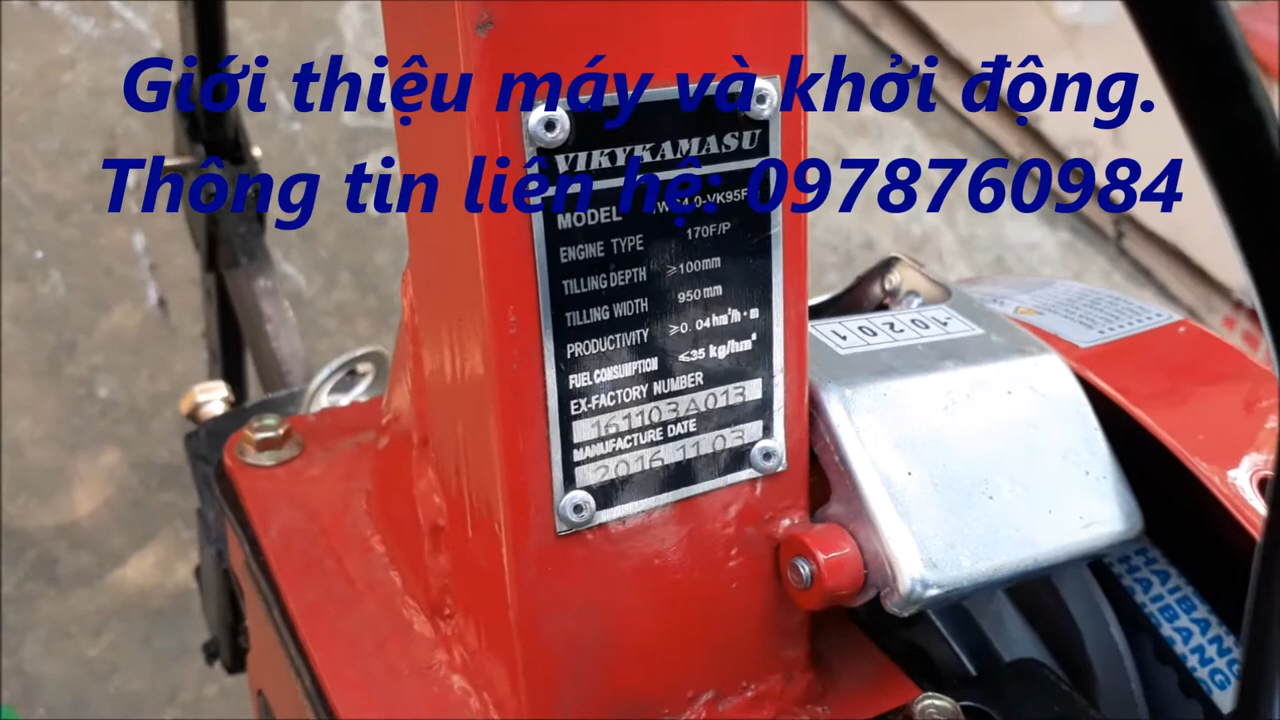 Giới thiệu máy và khởi động.
Thông tin liên hệ: 0978760984
VIKYKAMASU
MODEL
ENGINE TYPE 170F/P
TILLING DEPTH ≥100mm
TILLING WIDTH 950mm
PRODUCTIVITY ≥0.04hm²/h·m
FUEL CONSUMPTION ≤35 kg/hm²
EX-FACTORY NUMBER
161103A013
MANUFACTURE DATE
2016.11.03
-10201
HAIBANG
HAIBANG
HAIBANG